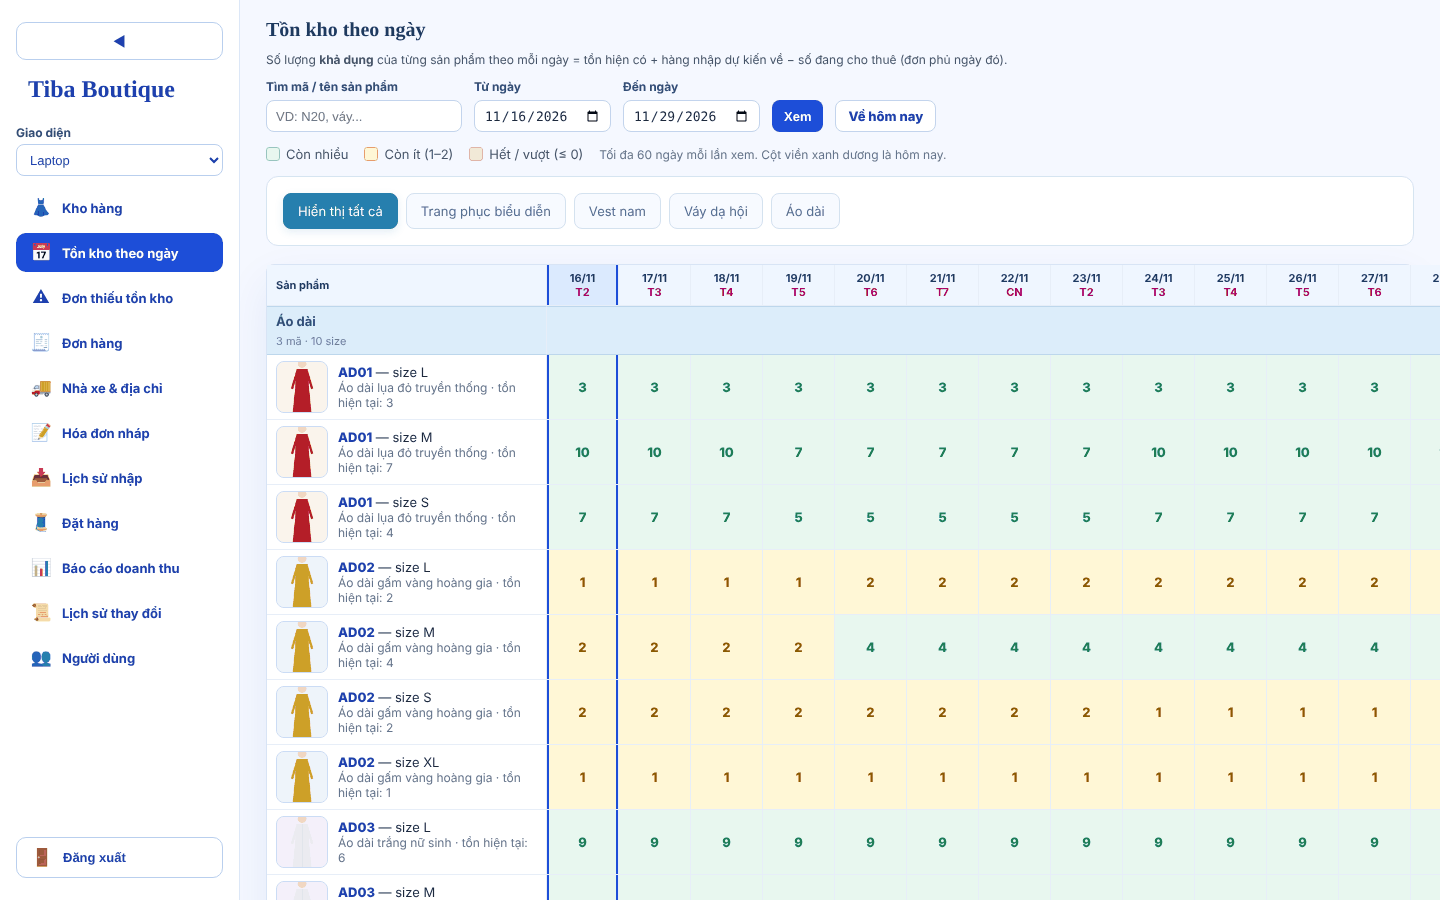 ◀
Tiba Boutique
Giao diện
Laptop
Kho hàng
Tồn kho theo ngày
Đơn thiếu tồn kho
Đơn hàng
Nhà xe & địa chỉ
Hóa đơn nháp
Lịch sử nhập
Đặt hàng
Báo cáo doanh thu
Lịch sử thay đổi
Người dùng
Đăng xuất
Tồn kho theo ngày
Số lượng khả dụng của từng sản phẩm theo mỗi ngày = tồn hiện có + hàng nhập dự kiến về − số đang cho thuê (đơn phủ ngày đó).
Tìm mã / tên sản phẩm Từ ngày Đến ngày
VD: N20, váy... 11/16/2026 11/29/2026 Xem Về hôm nay
Còn nhiều Còn ít (1–2) Hết / vượt (≤ 0) Tối đa 60 ngày mỗi lần xem. Cột viền xanh dương là hôm nay.
Hiển thị tất cả Trang phục biểu diễn Vest nam Váy dạ hội Áo dài
Sản phẩm 16/11 17/11 18/11 19/11 20/11 21/11 22/11 23/11 24/11 25/11 26/11 27/11 2
T2 T3 T4 T5 T6 T7 CN T2 T3 T4 T5 T6
Áo dài
3 mã · 10 size
AD01 — size L
Áo dài lụa đỏ truyền thống · tồn
hiện tại: 3
3 3 3 3 3 3 3 3 3 3 3 3
AD01 — size M
Áo dài lụa đỏ truyền thống · tồn
hiện tại: 7
10 10 10 7 7 7 7 7 10 10 10 10
AD01 — size S
Áo dài lụa đỏ truyền thống · tồn
hiện tại: 4
7 7 7 5 5 5 5 5 7 7 7 7
AD02 — size L
Áo dài gấm vàng hoàng gia · tồn
hiện tại: 2
1 1 1 1 2 2 2 2 2 2 2 2
AD02 — size M
Áo dài gấm vàng hoàng gia · tồn
hiện tại: 4
2 2 2 2 4 4 4 4 4 4 4 4
AD02 — size S
Áo dài gấm vàng hoàng gia · tồn
hiện tại: 2
2 2 2 2 2 2 2 2 1 1 1 1
AD02 — size XL
Áo dài gấm vàng hoàng gia · tồn
hiện tại: 1
1 1 1 1 1 1 1 1 1 1 1 1
AD03 — size L
Áo dài trắng nữ sinh · tồn hiện tại:
6
9 9 9 9 9 9 9 9 9 9 9 9
AD03 — size M